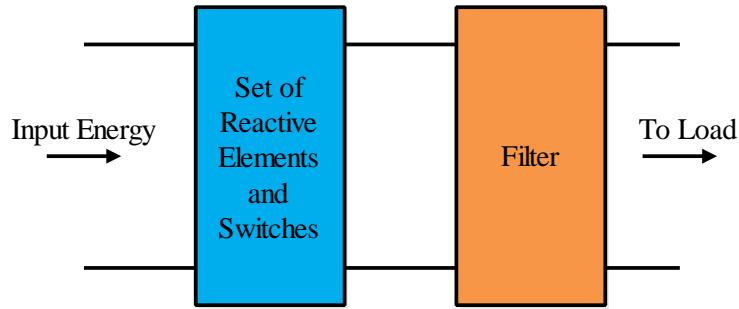 Input Energy
Set of
Reactive
Elements
and
Switches
Filter
To Load